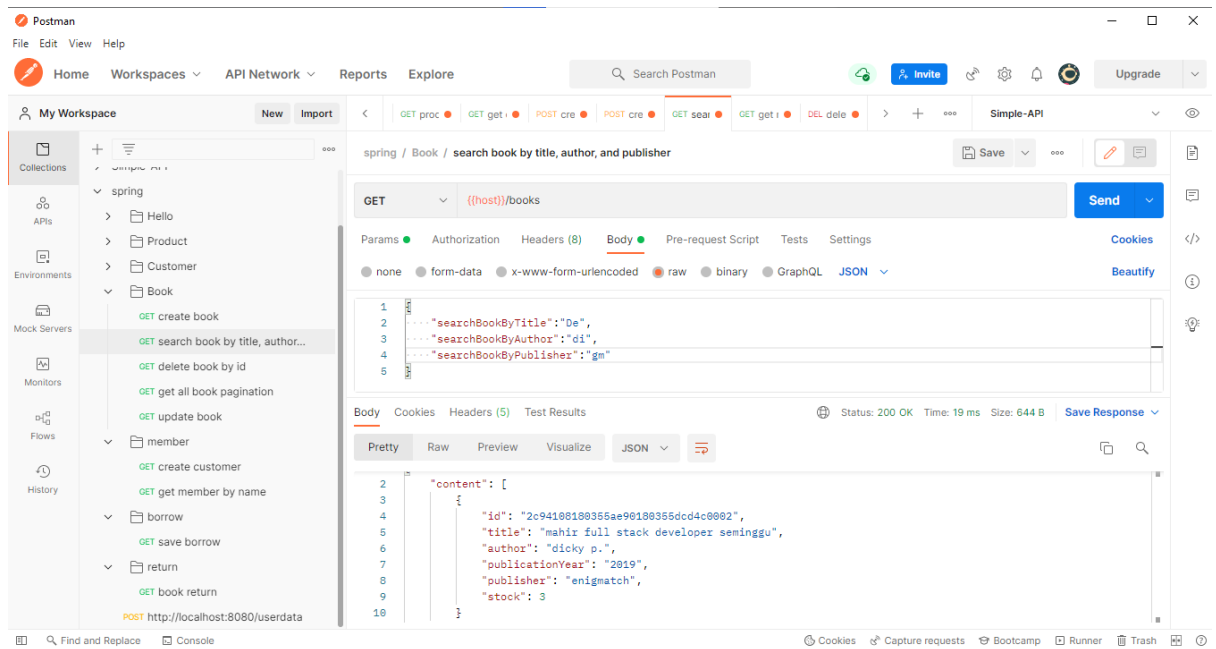 Postman
File Edit View Help
Home Workspaces API Network Reports Explore Search Postman Invite Upgrade
My Workspace New Import GET proc GET get POST cre POST cre GET sear GET get DEL dele Simple-API
spring / Book / search book by title, author, and publisher Save
Collections
APIs
Environments
Mock Servers
Monitors
Flows
History
Simple-API
spring
Hello
Product
Customer
Book
GET create book
GET search book by title, author...
GET delete book by id
GET get all book pagination
GET update book
member
GET create customer
GET get member by name
borrow
GET save borrow
return
GET book return
POST http://localhost:8080/userdata
GET {{host}}/books Send
Params Authorization Headers (8) Body Pre-request Script Tests Settings Cookies
none form-data x-www-form-urlencoded raw binary GraphQL JSON Beautify
1 {
2 "searchBookByTitle":"De",
3 "searchBookByAuthor":"di",
4 "searchBookByPublisher":"gm"
5 }
Body Cookies Headers (5) Test Results Status: 200 OK Time: 19 ms Size: 644 B Save Response
Pretty Raw Preview Visualize JSON
2 "content": [
3 {
4 "id": "2c94108180355ae90180355dcd4c0002",
5 "title": "mahir full stack developer seminggu",
6 "author": "dicky p.",
7 "publicationYear": "2019",
8 "publisher": "enigmatch",
9 "stock": 3
10 }
Find and Replace Console Cookies Capture requests Bootcamp Runner Trash